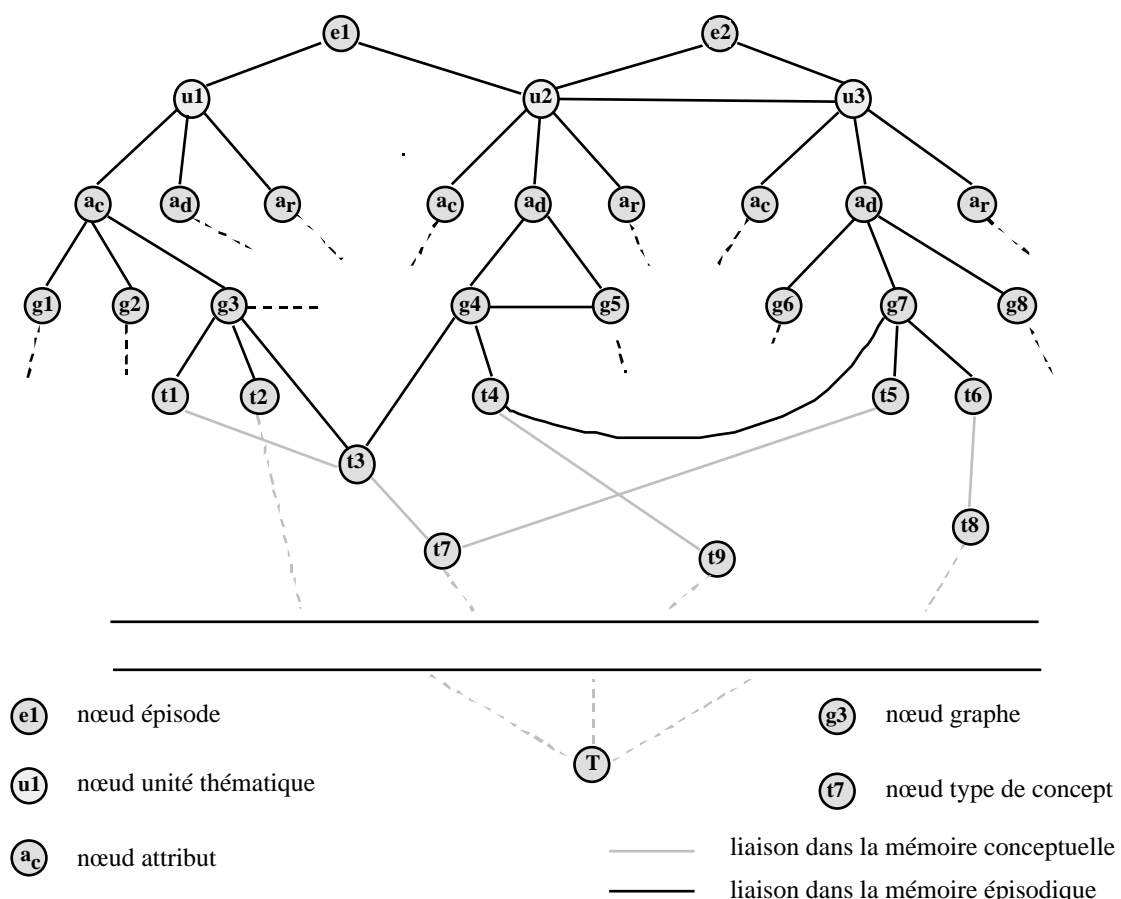 e1 e2
u1 u2 u3
ac ad ar ac ad ar ac ad ar
g1 g2 g3 g4 g5 g6 g7 g8
t1 t2 t4 t5 t6
t3
t8
t7 t9
e1 nœud épisode
g3 nœud graphe
T
u1 nœud unité thématique
t7 nœud type de concept
ac nœud attribut
liaison dans la mémoire conceptuelle
liaison dans la mémoire épisodique